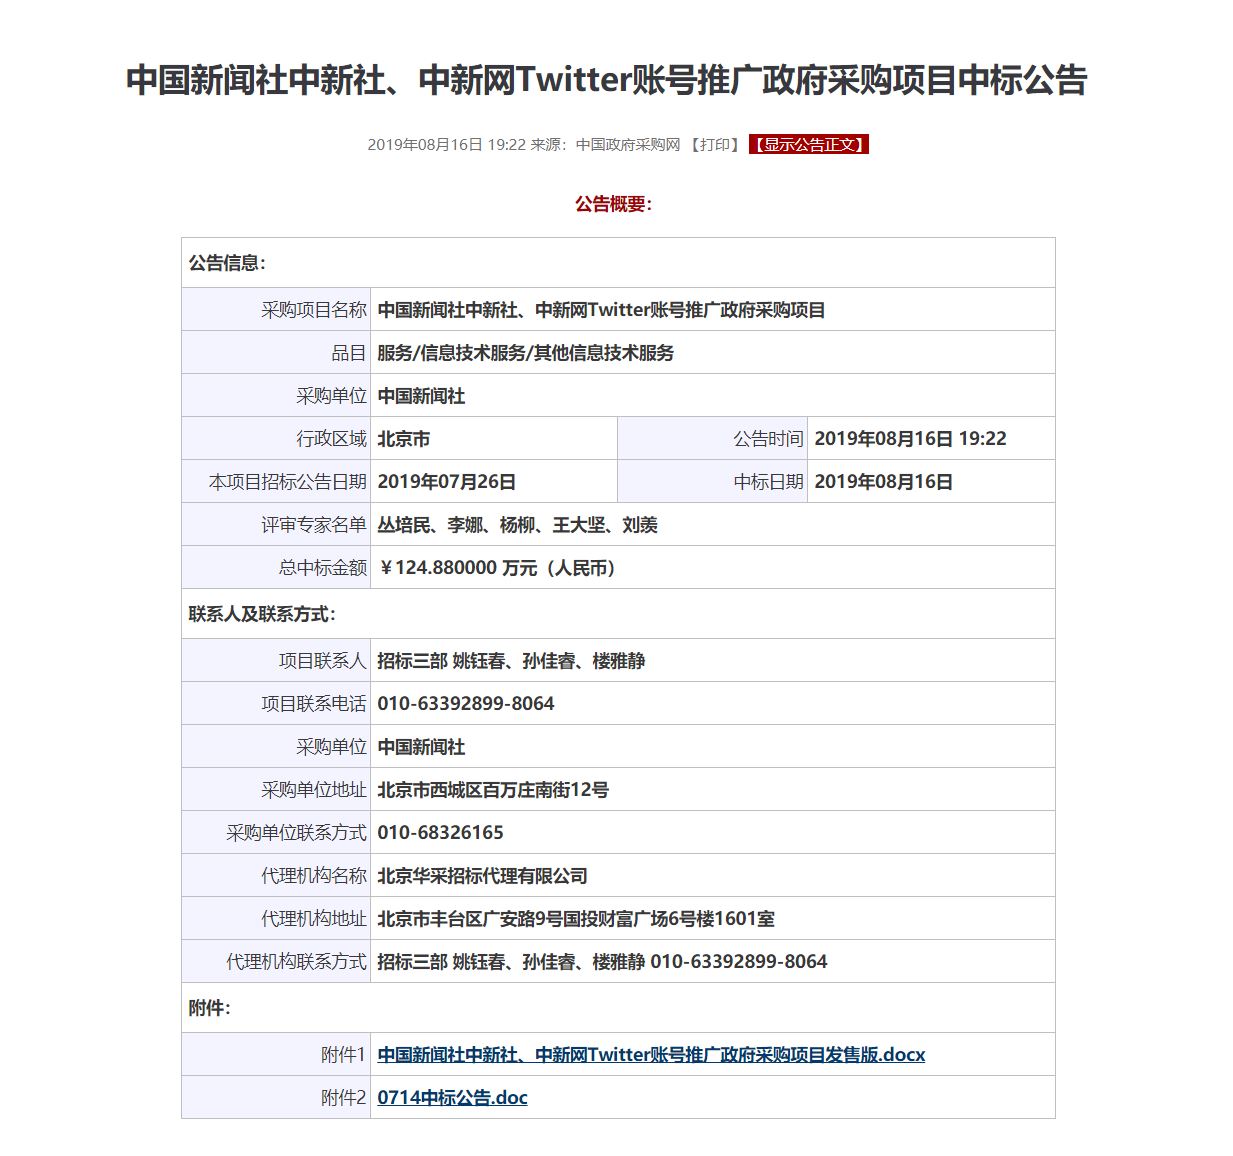 中国新闻社中新社、中新网Twitter账号推广政府采购项目中标公告
2019年08月16日 19:22 来源：中国政府采购网 【打印】 【显示公告正文】
公告概要：
公告信息：
采购项目名称 中国新闻社中新社、中新网Twitter账号推广政府采购项目
品目 服务/信息技术服务/其他信息技术服务
采购单位 中国新闻社
行政区域 北京市 公告时间 2019年08月16日 19:22
本项目招标公告日期 2019年07月26日 中标日期 2019年08月16日
评审专家名单 丛培民、李娜、杨柳、王大坚、刘羡
总中标金额 ￥124.880000 万元（人民币）
联系人及联系方式：
项目联系人 招标三部 姚钰春、孙佳睿、楼雅静
项目联系电话 010-63392899-8064
采购单位 中国新闻社
采购单位地址 北京市西城区百万庄南街12号
采购单位联系方式 010-68326165
代理机构名称 北京华采招标代理有限公司
代理机构地址 北京市丰台区广安路9号国投财富广场6号楼1601室
代理机构联系方式 招标三部 姚钰春、孙佳睿、楼雅静 010-63392899-8064
附件：
附件1 中国新闻社中新社、中新网Twitter账号推广政府采购项目发售版.docx
附件2 0714中标公告.doc